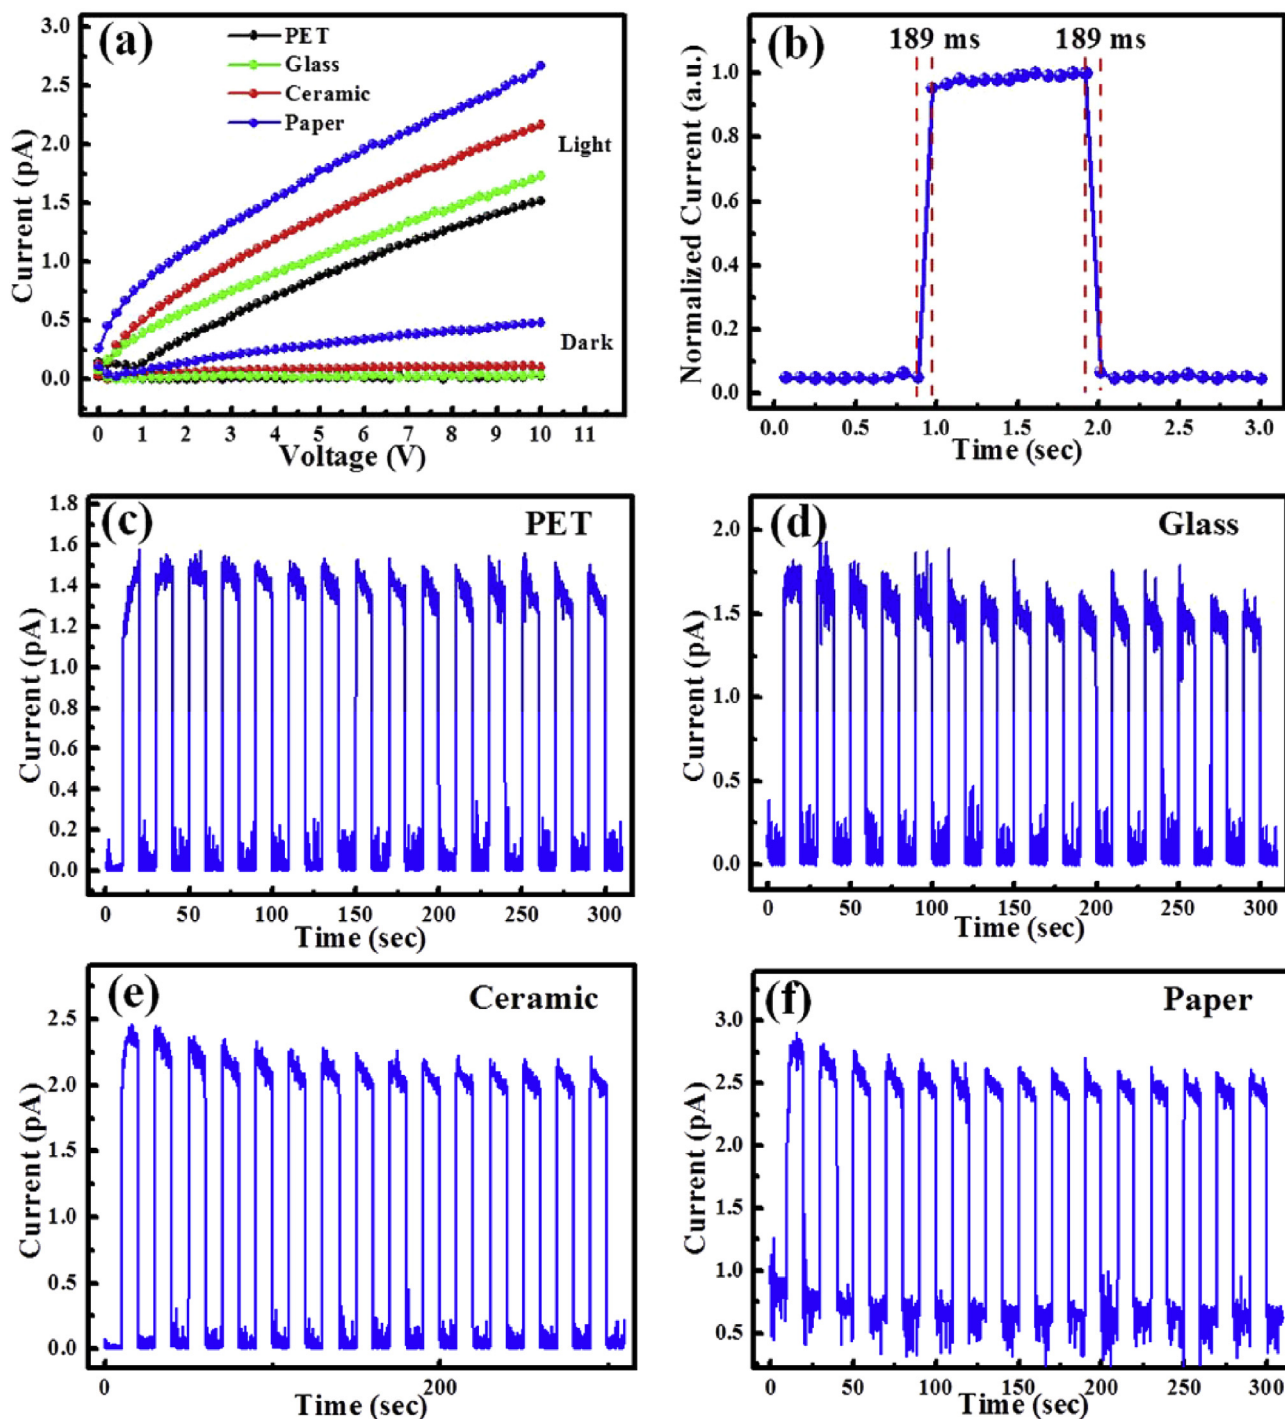 (a)
3.0
2.5
2.0
1.5
1.0
0.5
0.0
Current (pA)
PET
Glass
Ceramic
Paper
Light
Dark
0 1 2 3 4 5 6 7 8 9 10 11
Voltage (V)
(b)
189 ms 189 ms
1.0
0.8
0.6
0.4
0.2
0.0
Normalized Current (a.u.)
0.0 0.5 1.0 1.5 2.0 2.5 3.0
Time (sec)
(c)
PET
1.8
1.6
1.4
1.2
1.0
0.8
0.6
0.4
0.2
0.0
Current (pA)
0 50 100 150 200 250 300
Time (sec)
(d)
Glass
2.0
1.5
1.0
0.5
0.0
Current (pA)
0 50 100 150 200 250 300
Time (sec)
(e)
Ceramic
2.5
2.0
1.5
1.0
0.5
0.0
Current (pA)
0 200
Time (sec)
(f)
Paper
3.0
2.5
2.0
1.5
1.0
0.5
Current (pA)
0 50 100 150 200 250 300
Time (sec)